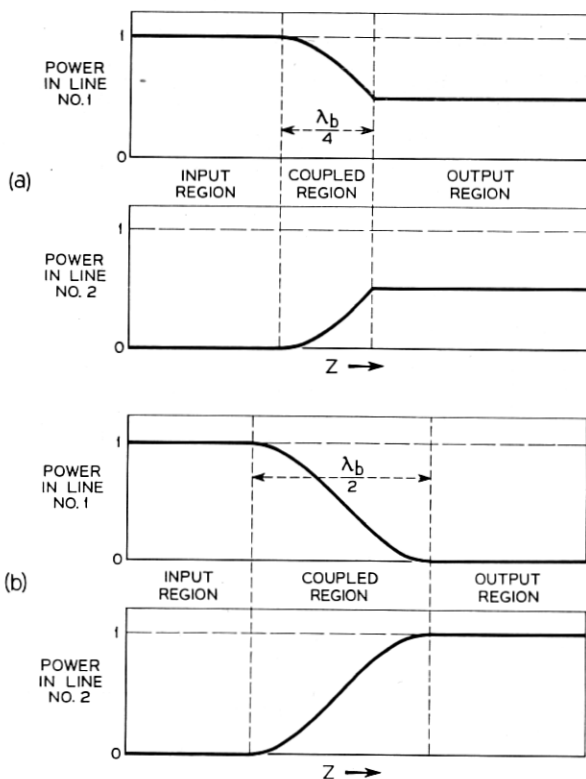 1
POWER
IN LINE
NO.1
0
λb
4
(a)
INPUT
REGION
COUPLED
REGION
OUTPUT
REGION
1
POWER
IN LINE
NO. 2
0
Z
1
POWER
IN LINE
NO.1
0
λb
2
(b)
INPUT
REGION
COUPLED
REGION
OUTPUT
REGION
1
POWER
IN LINE
NO. 2
0
Z